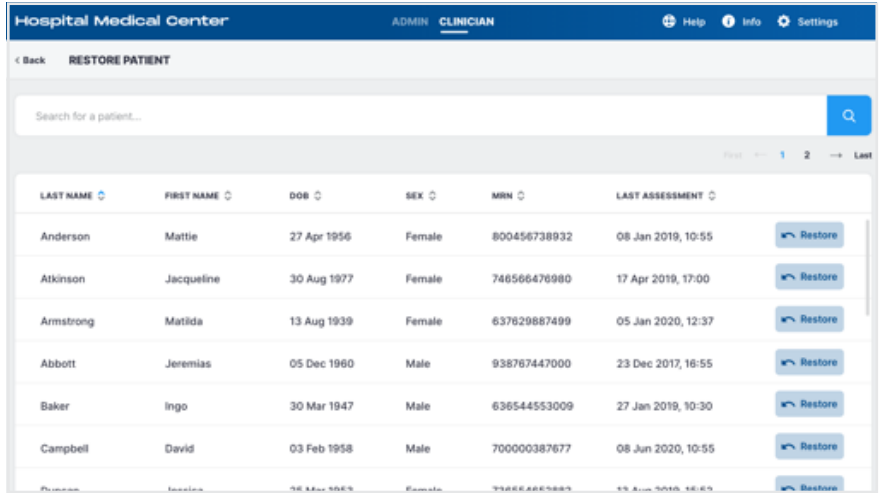 Hospital Medical Center ADMIN CLINICIAN Help Info Settings
< Back RESTORE PATIENT
Search for a patient...
First ← 1 2 → Last
LAST NAME FIRST NAME DOB SEX MRN LAST ASSESSMENT
Anderson Mattie 27 Apr 1956 Female 800456738932 08 Jan 2019, 10:55 Restore
Atkinson Jacqueline 30 Aug 1977 Female 746566476980 17 Apr 2019, 17:00 Restore
Armstrong Matilda 13 Aug 1939 Female 637629887499 05 Jan 2020, 12:37 Restore
Abbott Jeremias 05 Dec 1960 Male 938767447000 23 Dec 2017, 16:55 Restore
Baker Ingo 30 Mar 1947 Male 636544553009 27 Jan 2019, 10:30 Restore
Campbell David 03 Feb 1958 Male 700000387677 08 Jun 2020, 10:55 Restore
Duncan Jessica Female Restore